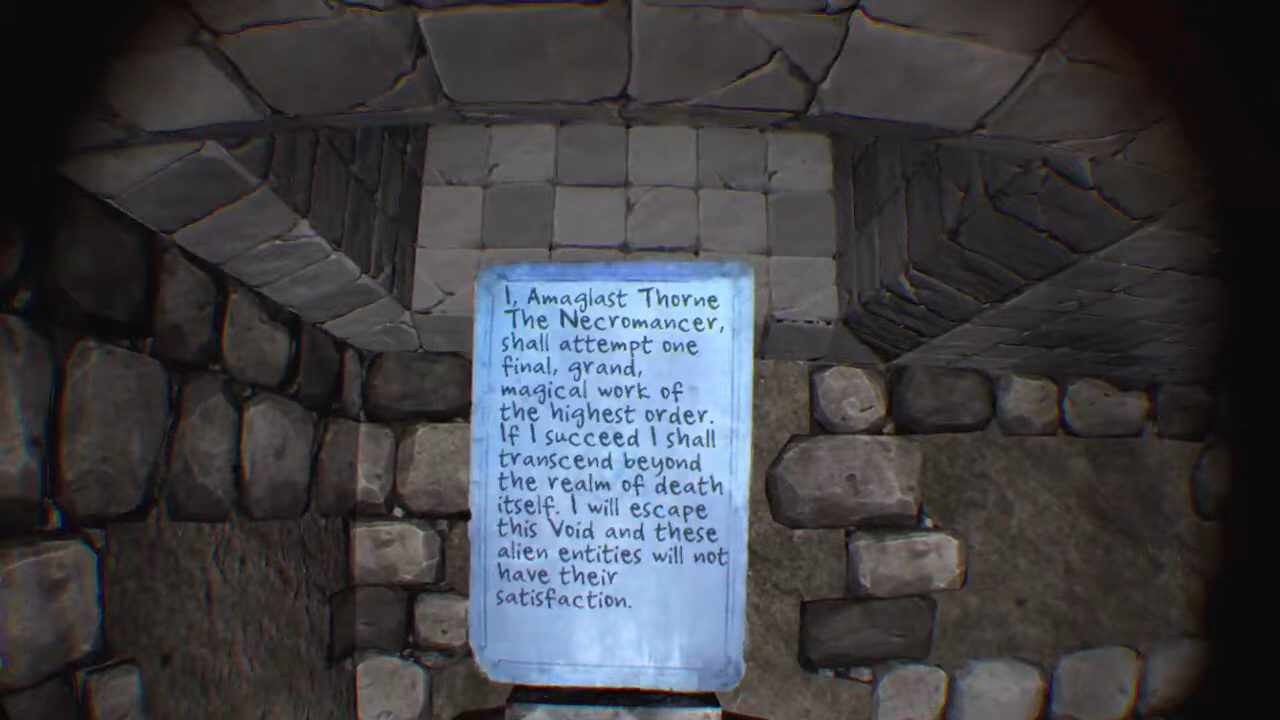 I, Amaglast Thorne
The Necromancer,
shall attempt one
final, grand,
magical work of
the highest order.
If I succeed I shall
transcend beyond
the realm of death
itself. I will escape
this Void and these
alien entities will not
have their
satisfaction.